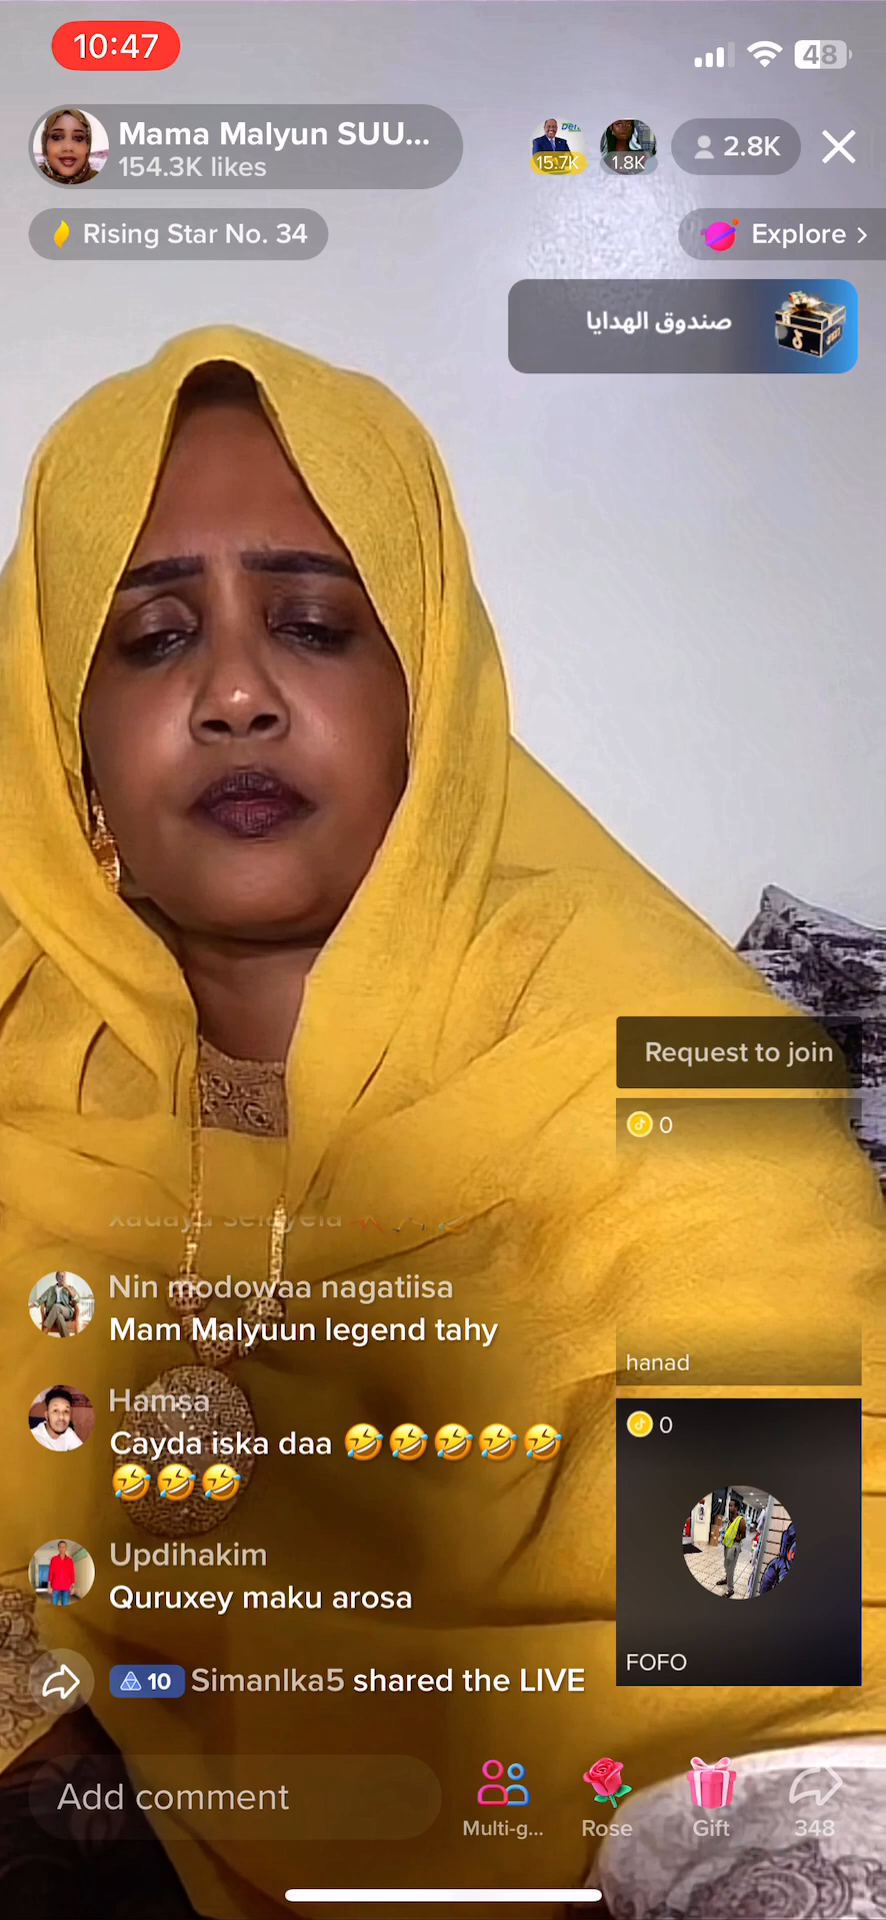 10:47
48
Mama Malyun SUU...
154.3K likes
15.7K
1.8K
2.8K
Rising Star No. 34
Explore >
صندوق الهدايا
Request to join
0
hanad
Nin modowaa nagatiisa
Mam Malyuun legend tahy
Hamsa
Cayda iska daa 🤣🤣🤣🤣🤣
🤣🤣🤣
0
FOFO
Updihakim
Quruxey maku arosa
10 SimanIka5 shared the LIVE
Add comment
Multi-g...
Rose
Gift
348